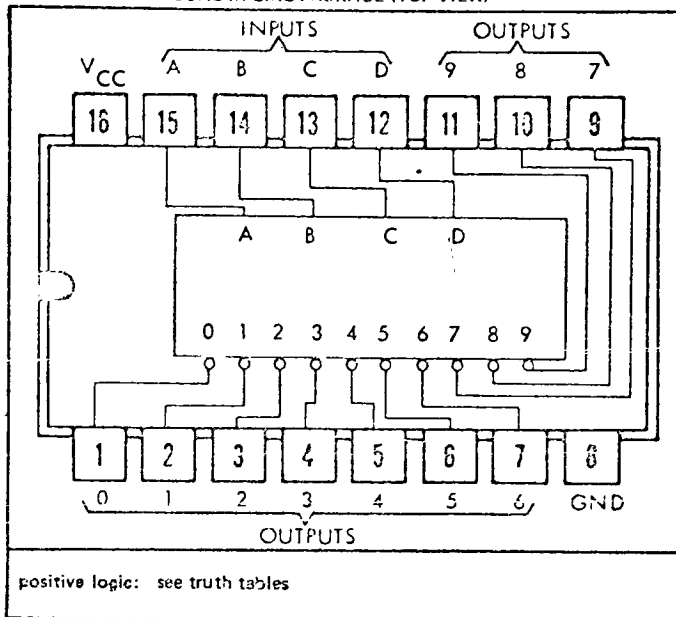 INPUTS OUTPUTS
VCC A B C D 9 8 7
16 15 14 13 12 11 10 9
A B C D
0 1 2 3 4 5 6 7 8 9
1 2 3 4 5 6 7 8
0 1 2 3 4 5 6 GND
OUTPUTS
positive logic: see truth tables